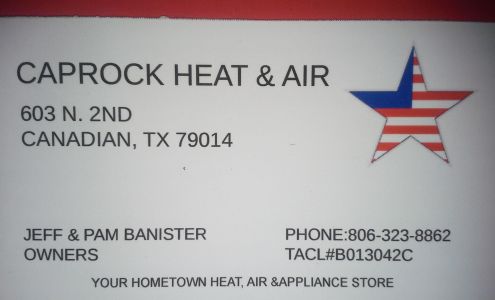 CAPROCK HEAT & AIR
603 N. 2ND
CANADIAN, TX 79014
JEFF & PAM BANISTER
OWNERS
PHONE:806-323-8862
TACL#B013042C
YOUR HOMETOWN HEAT, AIR &APPLIANCE STORE